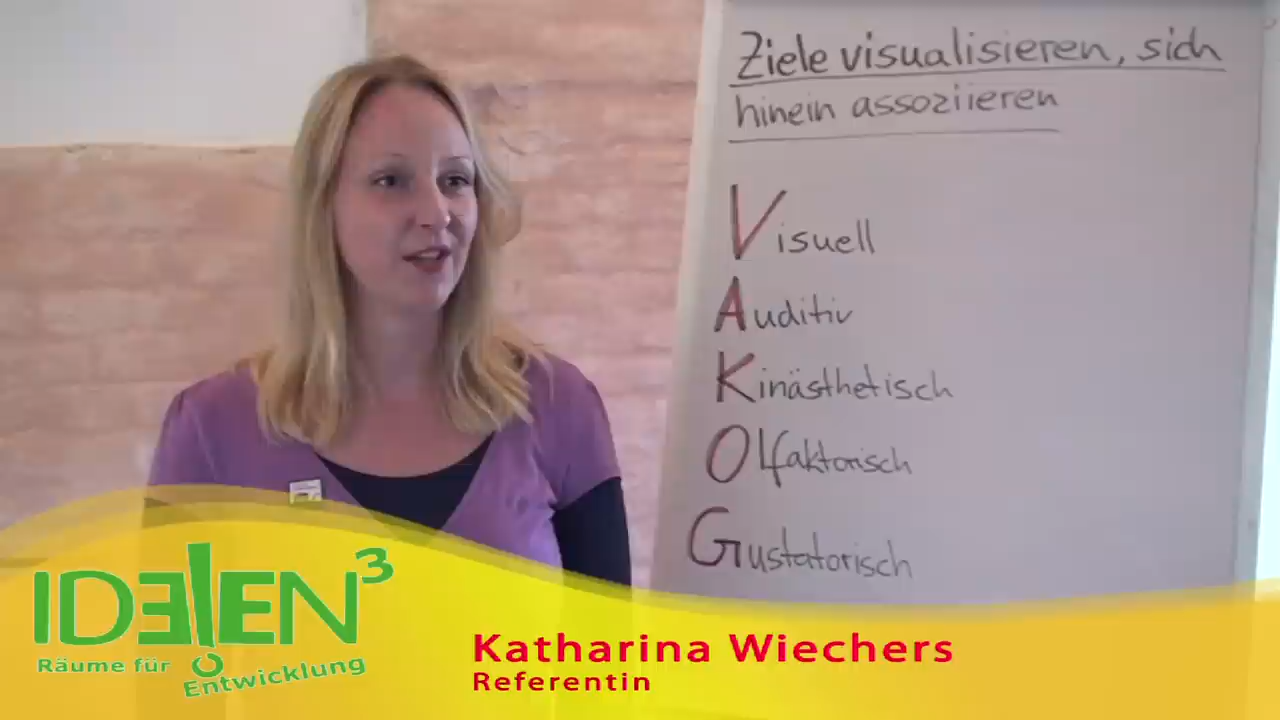 Ziele visualisieren, sich
hinein assoziieren
Visuell
Auditiv
Kinästhetisch
Olfaktorisch
Gustatorisch
IDEEN³
Räume für
Entwicklung
Katharina Wiechers
Referentin